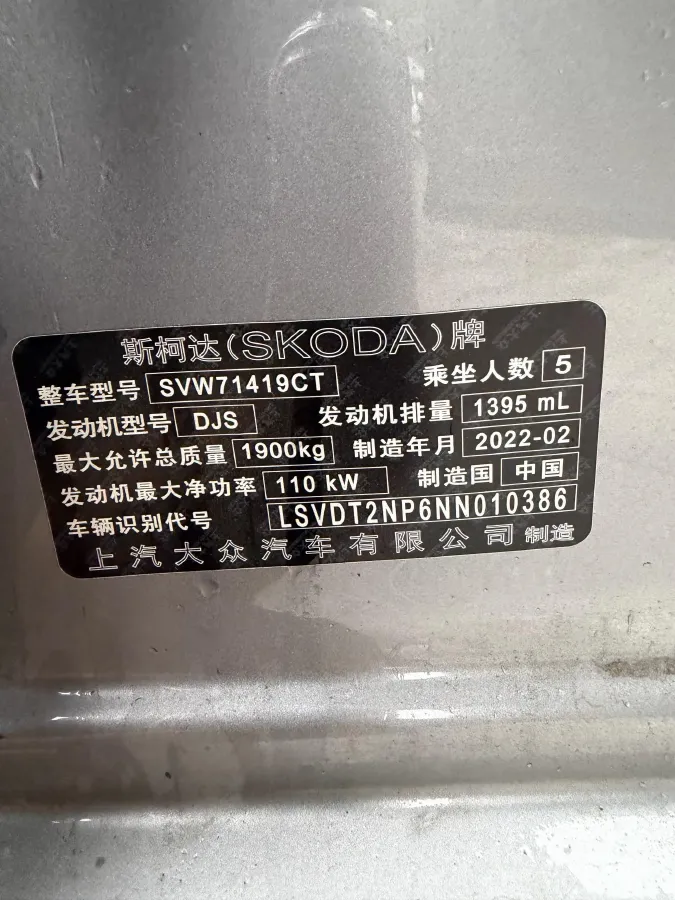 斯柯达(SKODA)牌
整车型号 SVW71419CT 乘坐人数 5
发动机型号 DJS 发动机排量 1395 mL
最大允许总质量 1900kg 制造年月 2022-02
发动机最大净功率 110 kW 制造国 中国
车辆识别代号 LSVDT2NP6NN010386
上汽大众汽车有限公司 制造